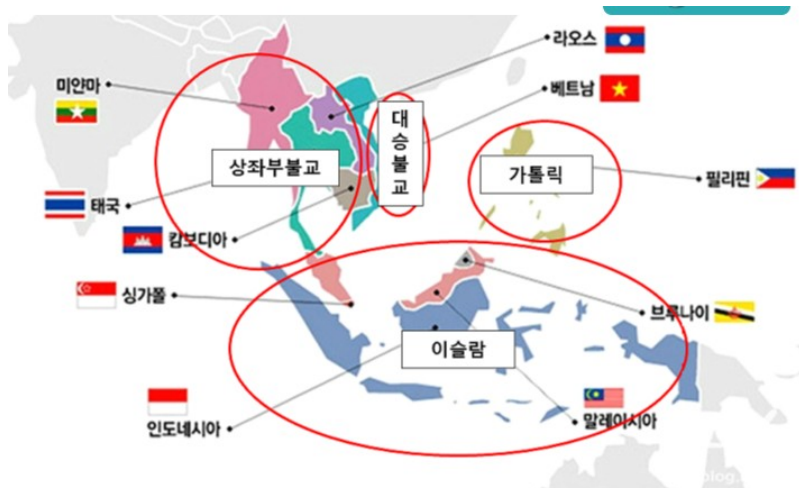 라오스
미얀마
베트남
대
승
불
교
상좌부불교
가톨릭
필리핀
태국
캄보디아
싱가폴
브루나이
이슬람
인도네시아
말레이시아
blog.